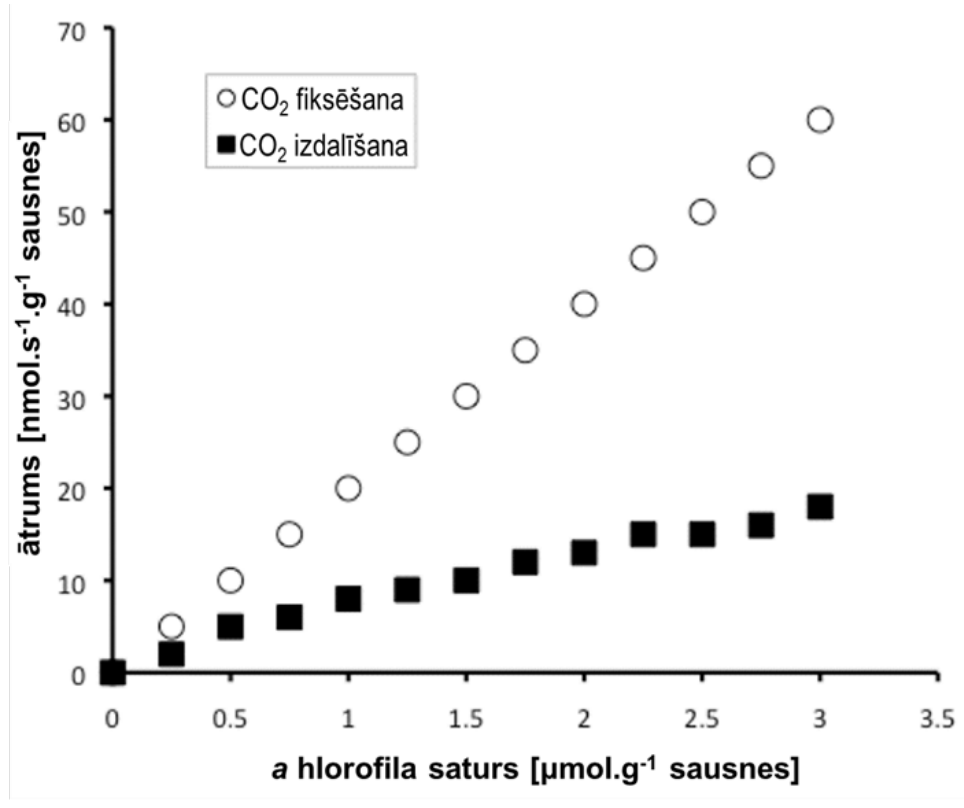 70
60
50
40
30
20
10
0
ātrums [nmol.s⁻¹.g⁻¹ sausnes]
CO₂ fiksēšana
CO₂ izdalīšana
0 0.5 1 1.5 2 2.5 3 3.5
a hlorofila saturs [µmol.g⁻¹ sausnes]